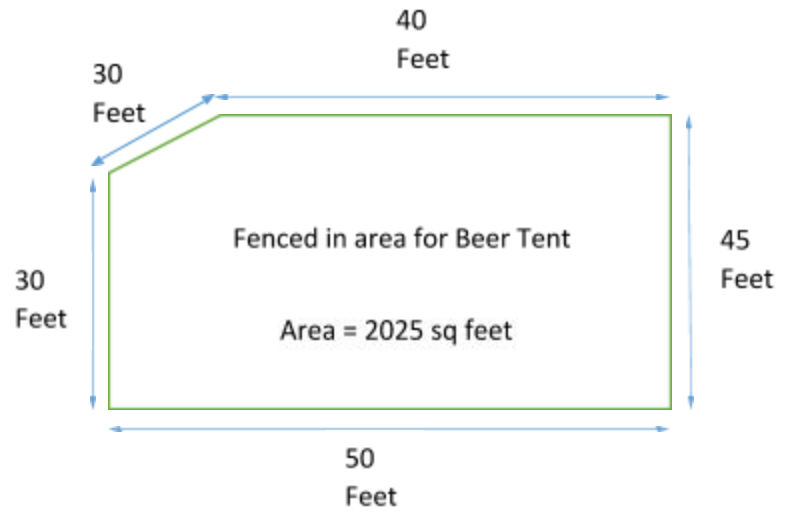 40
Feet
30
Feet
Fenced in area for Beer Tent
45
Feet
30
Feet
Area = 2025 sq feet
50
Feet